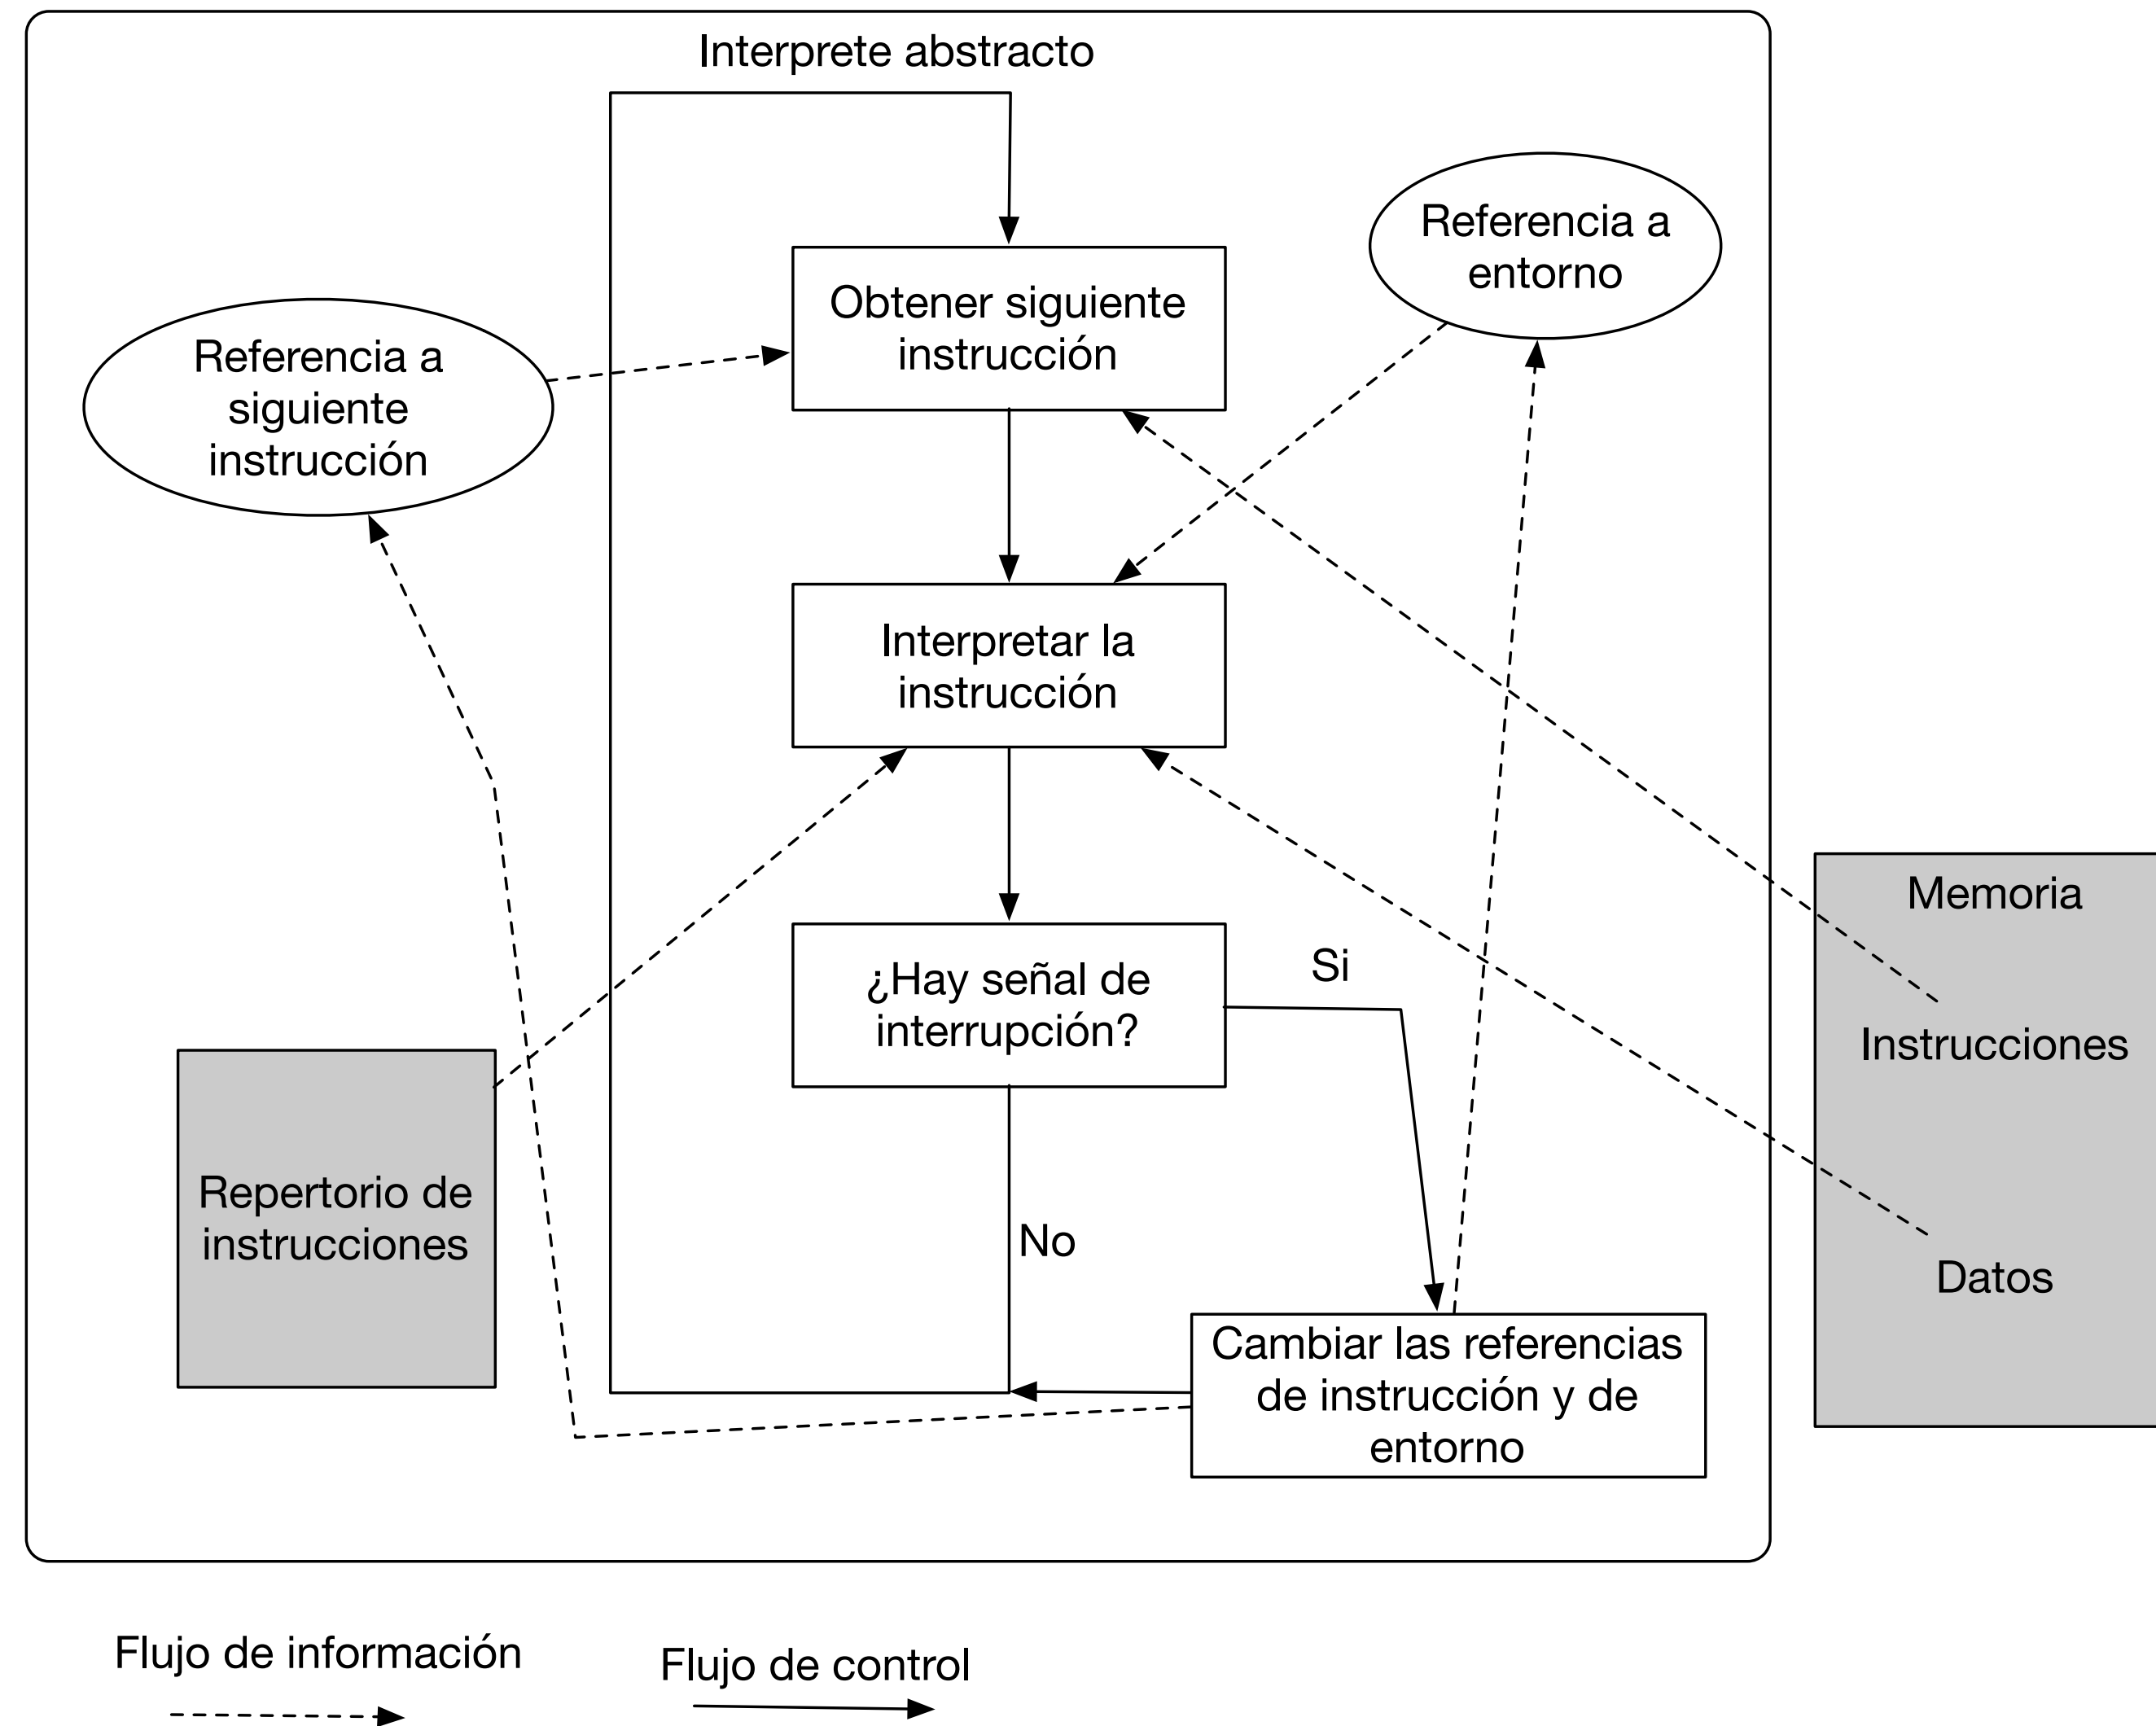 Interprete abstracto
Referencia a
entorno
Obtener siguiente
instrucción
Referencia a
siguiente
instrucción
Interpretar la
instrucción
Memoria
¿Hay señal de
interrupción?
Si
Instrucciones
Repertorio de
instrucciones
No
Datos
Cambiar las referencias
de instrucción y de
entorno
Flujo de información
Flujo de control